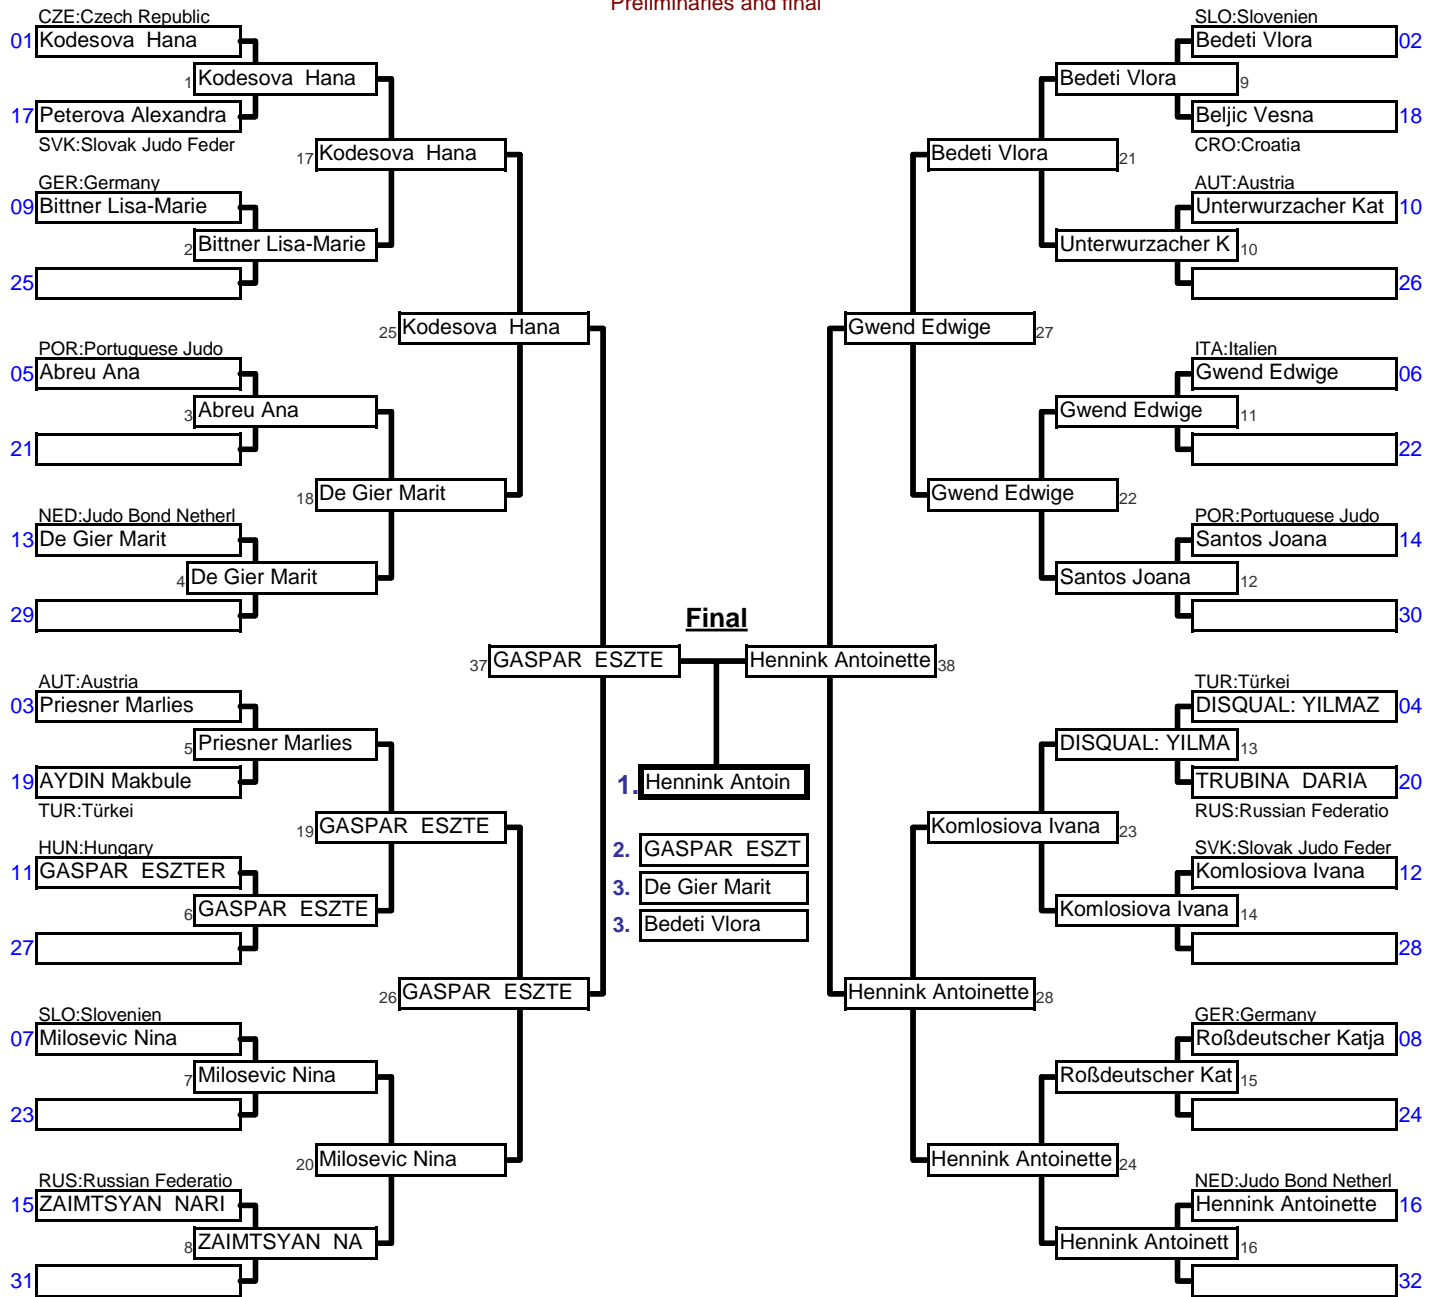 Preliminaries and final
CZE:Czech Republic
01 Kodesova Hana
1 Kodesova Hana
17 Peterova Alexandra
SVK:Slovak Judo Feder
17 Kodesova Hana
GER:Germany
09 Bittner Lisa-Marie
2 Bittner Lisa-Marie
25
25 Kodesova Hana
POR:Portuguese Judo
05 Abreu Ana
3 Abreu Ana
21
18 De Gier Marit
NED:Judo Bond Netherl
13 De Gier Marit
4 De Gier Marit
29
37 GASPAR ESZTE
AUT:Austria
03 Priesner Marlies
5 Priesner Marlies
19 AYDIN Makbule
TUR:Türkei
19 GASPAR ESZTE
HUN:Hungary
11 GASPAR ESZTER
6 GASPAR ESZTE
27
26 GASPAR ESZTE
SLO:Slovenien
07 Milosevic Nina
7 Milosevic Nina
23
20 Milosevic Nina
RUS:Russian Federatio
15 ZAIMTSYAN NARI
8 ZAIMTSYAN NA
31
Final
1. Hennink Antoin
2. GASPAR ESZT
3. De Gier Marit
3. Bedeti Vlora
SLO:Slovenien
Bedeti Vlora 02
Bedeti Vlora 9
Beljic Vesna 18
CRO:Croatia
Bedeti Vlora 21
AUT:Austria
Unterwurzacher Kat 10
Unterwurzacher K 10
26
Gwend Edwige 27
ITA:Italien
Gwend Edwige 06
Gwend Edwige 11
22
Gwend Edwige 22
POR:Portuguese Judo
Santos Joana 14
Santos Joana 12
30
Hennink Antoinette 38
TUR:Türkei
DISQUAL: YILMAZ 04
DISQUAL: YILMA 13
TRUBINA DARIA 20
RUS:Russian Federatio
Komlosiova Ivana 23
SVK:Slovak Judo Feder
Komlosiova Ivana 12
Komlosiova Ivana 14
28
Hennink Antoinette 28
GER:Germany
Roßdeutscher Katja 08
Roßdeutscher Kat 15
24
Hennink Antoinette 24
NED:Judo Bond Netherl
Hennink Antoinette 16
Hennink Antoinett 16
32